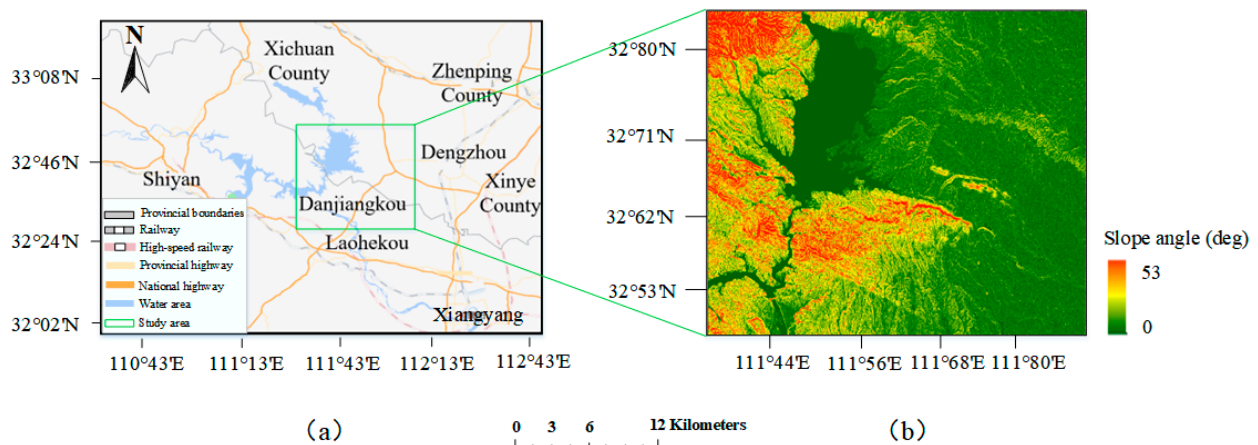 N
Xichuan
County
Zhenping
County
Dengzhou
Xinye
County
Shiyan
Danjiangkou
Laohekou
Xiangyang
33°08'N
32°46'N
32°24'N
32°02'N
110°43'E
111°13'E
111°43'E
112°13'E
112°43'E
Provincial boundaries
Railway
High-speed railway
Provincial highway
National highway
Water area
Study area
32°80'N
32°71'N
32°62'N
32°53'N
111°44'E
111°56'E
111°68'E
111°80'E
Slope angle (deg)
53
0
(a)
0 3 6 12 Kilometers
(b)